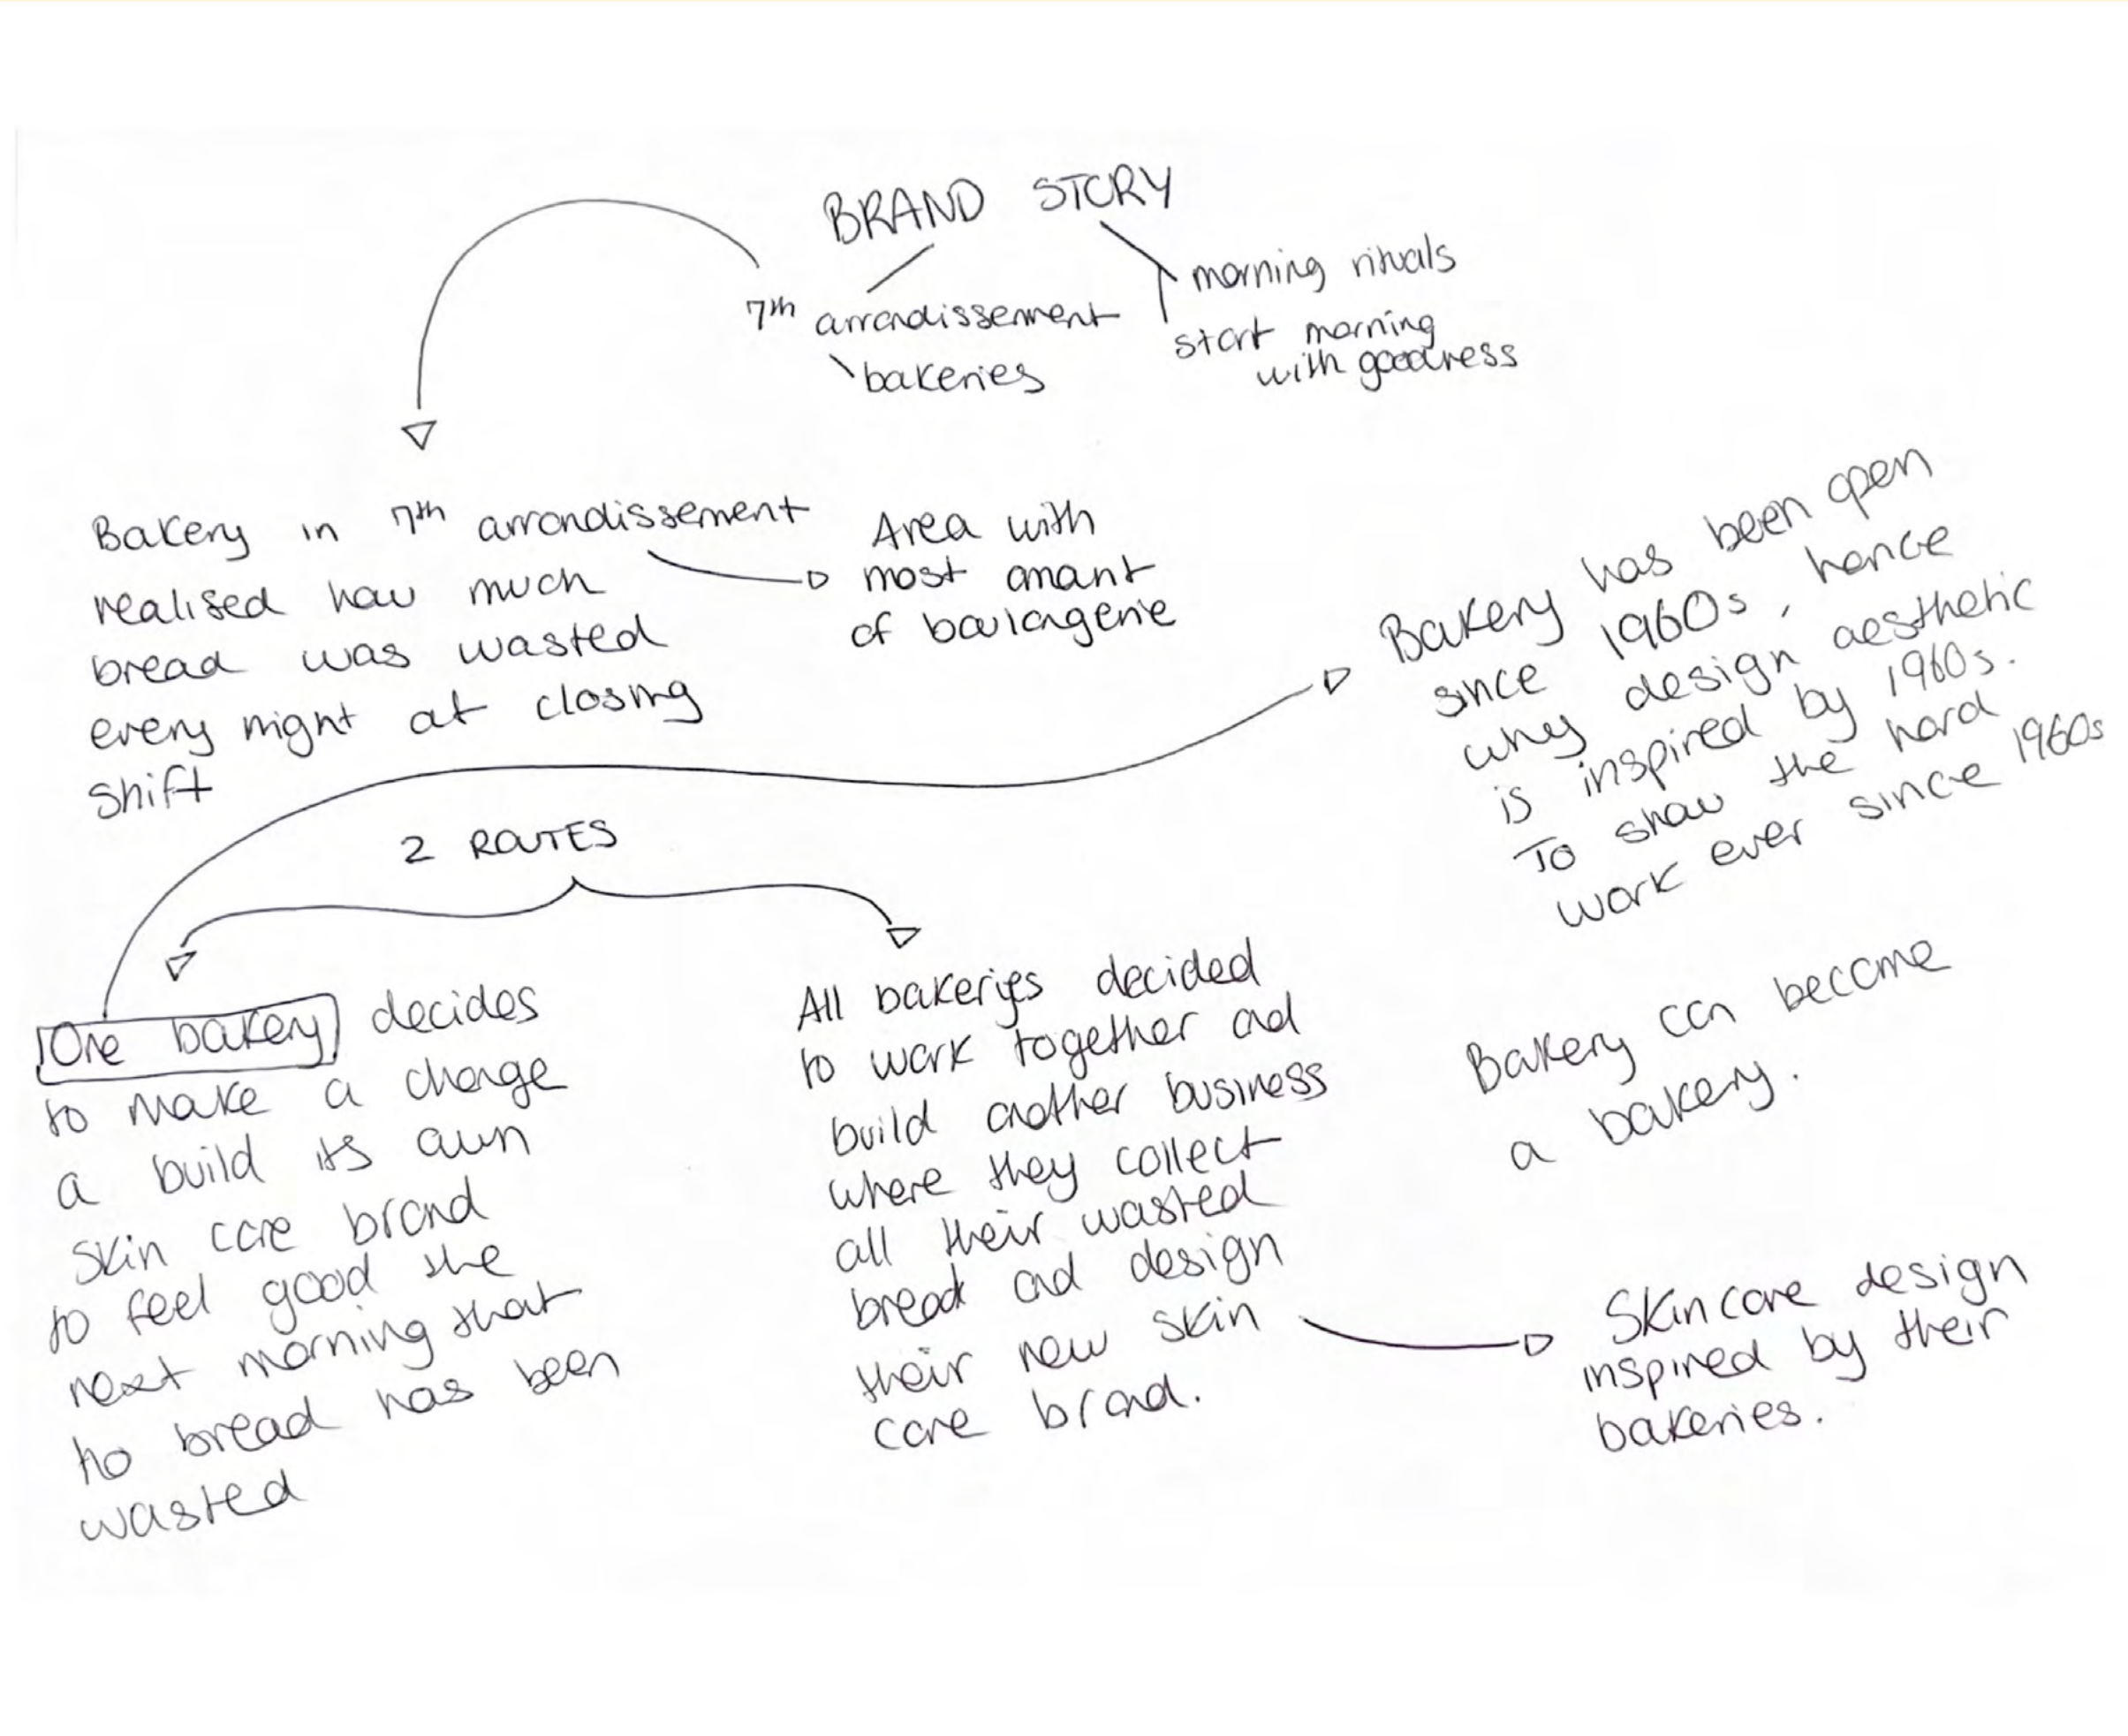 BRAND STORY
7th arrondissement
bakeries
morning rituals
start morning
with goodness
Bakery in 7th arrondissement
realised how much
bread was wasted
every night at closing
shift
Area with
most amant
of boulangerie
Bakery has been open
since 1960s, hence
why design aesthetic
is inspired by 1960s.
To show the hard
work ever since 1960s
2 ROUTES
One bakery decides
to make a change
a build its own
skin care brand
to feel good the
next morning that
no bread has been
wasted
All bakeries decided
to work together and
build another business
where they collect
all their wasted
bread and design
their new skin
care brand.
Bakery can become
a bakery.
Skincare design
inspired by their
bakeries.